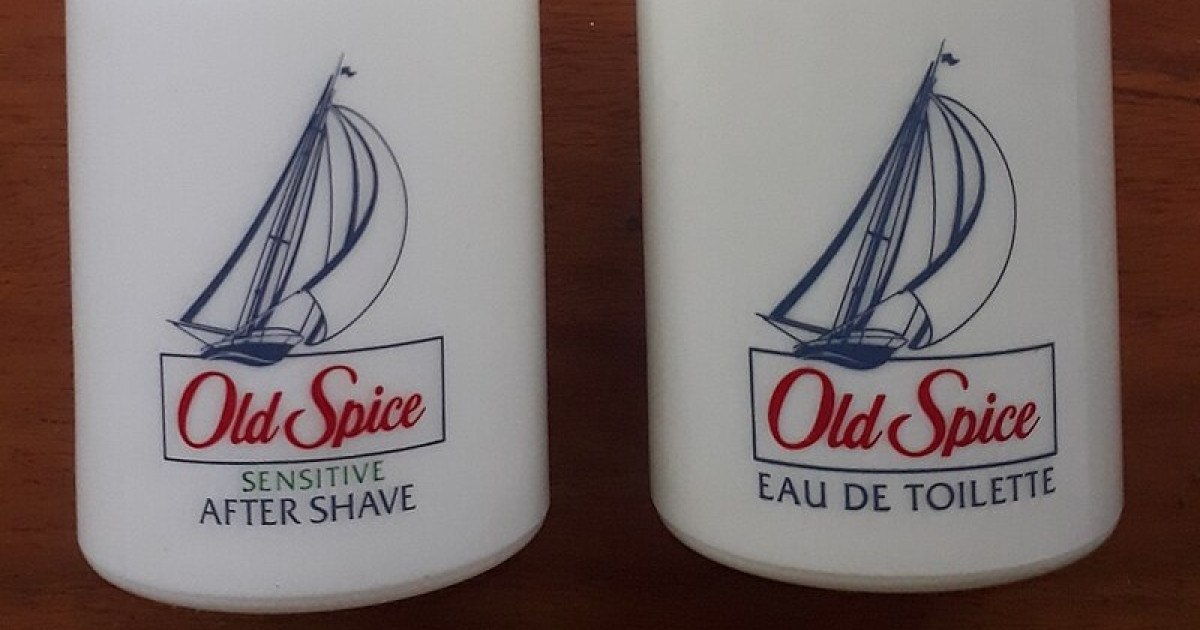 Old Spice
SENSITIVE
AFTER SHAVE
Old Spice
EAU DE TOILETTE